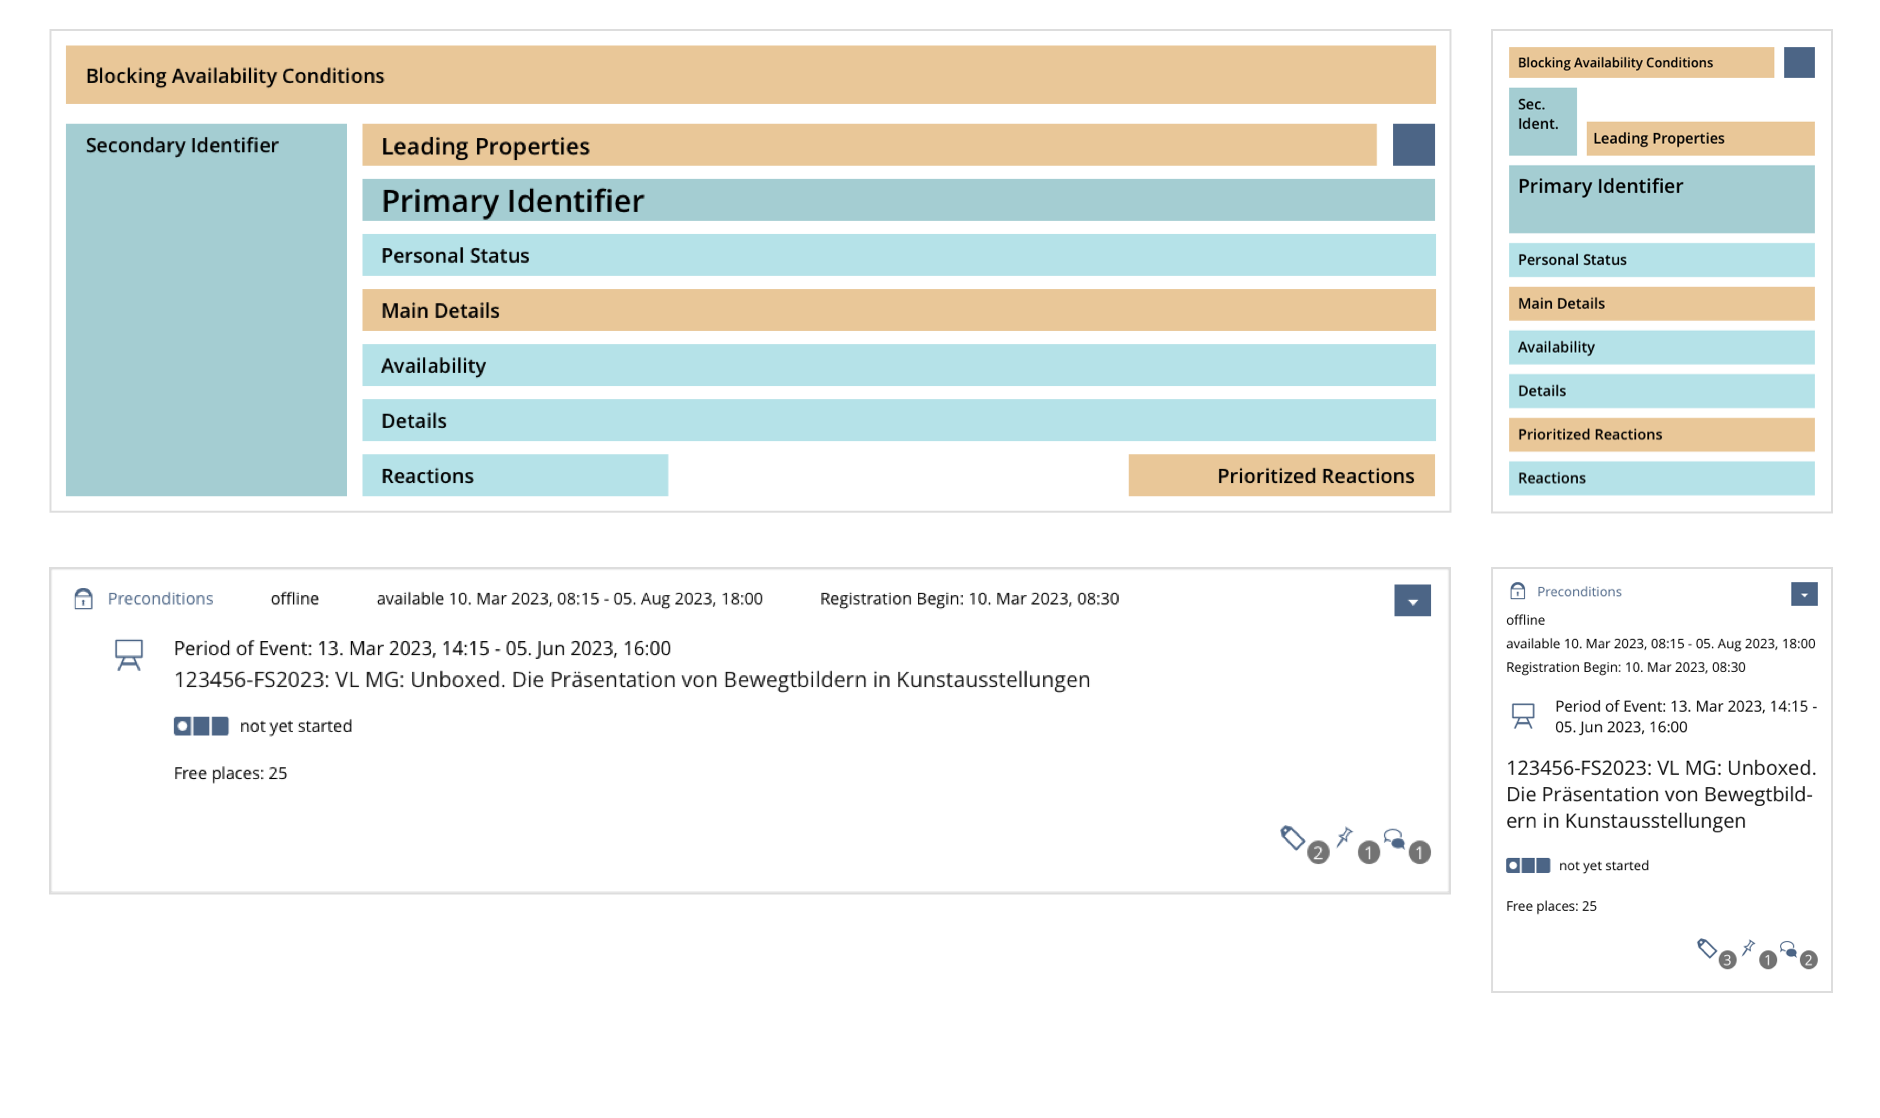 Blocking Availability Conditions
Secondary Identifier
Leading Properties
Primary Identifier
Personal Status
Main Details
Availability
Details
Reactions
Prioritized Reactions
Blocking Availability Conditions
Sec.
Ident.
Leading Properties
Primary Identifier
Personal Status
Main Details
Availability
Details
Prioritized Reactions
Reactions
Preconditions offline available 10. Mar 2023, 08:15 - 05. Aug 2023, 18:00 Registration Begin: 10. Mar 2023, 08:30
Period of Event: 13. Mar 2023, 14:15 - 05. Jun 2023, 16:00
123456-FS2023: VL MG: Unboxed. Die Präsentation von Bewegtbildern in Kunstausstellungen
not yet started
Free places: 25
2 1 1
Preconditions
offline
available 10. Mar 2023, 08:15 - 05. Aug 2023, 18:00
Registration Begin: 10. Mar 2023, 08:30
Period of Event: 13. Mar 2023, 14:15 -
05. Jun 2023, 16:00
123456-FS2023: VL MG: Unboxed.
Die Präsentation von Bewegtbild-
ern in Kunstausstellungen
not yet started
Free places: 25
3 1 2